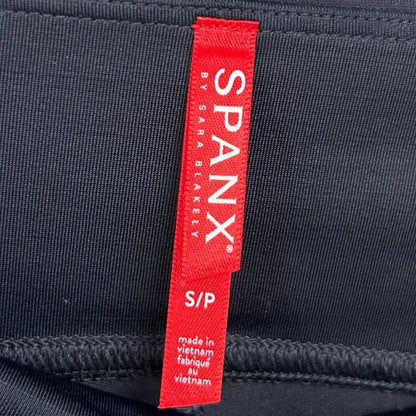 SPANX®
BY SARA BLAKELY
S/P
made in
vietnam
fabriqué
au
vietnam